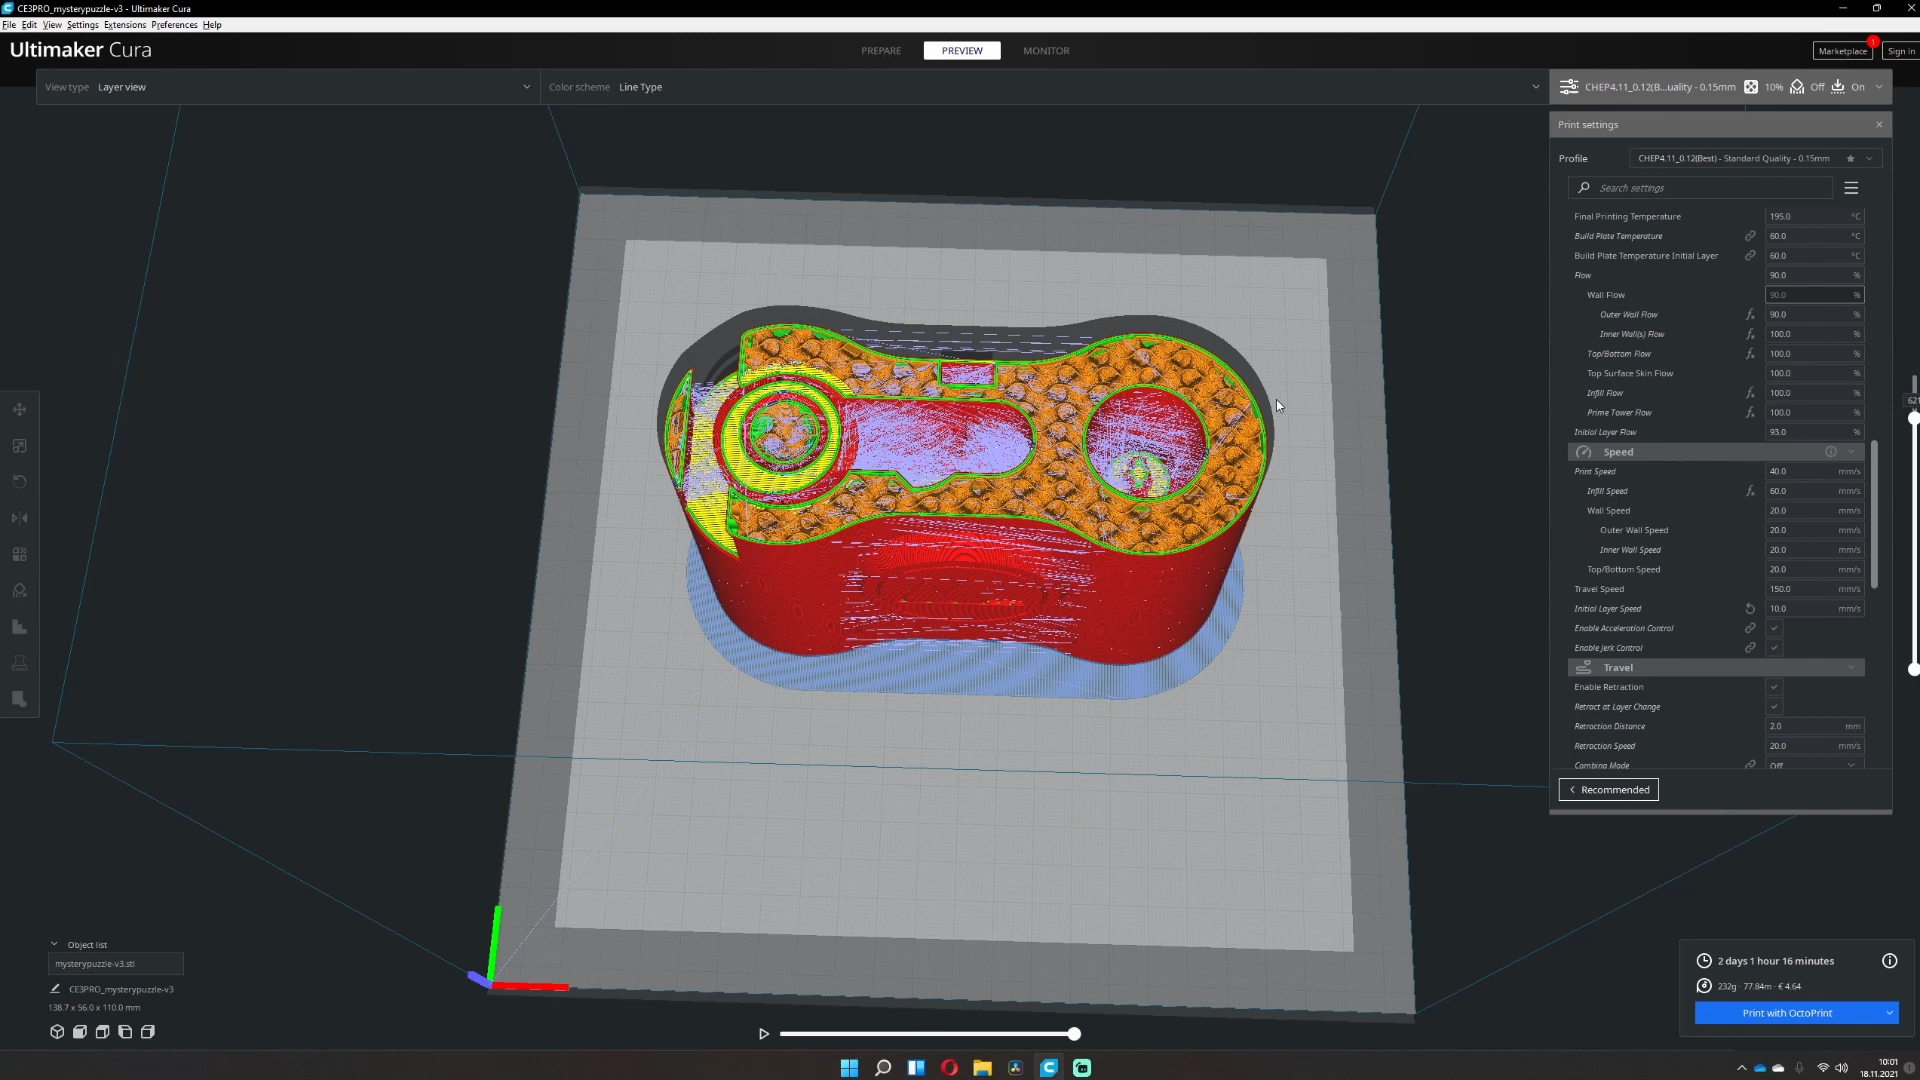 CE3PRO_mysterypuzzle-v3 - Ultimaker Cura
File Edit View Settings Extensions Preferences Help
Ultimaker Cura
PREPARE
PREVIEW
MONITOR
Marketplace
1
Sign in
View type Layer view
Color scheme Line Type
CHEP4.11_0.12(B...uality - 0.15mm 10% Off On
Print settings
Profile CHEP4.11_0.12(Best) - Standard Quality - 0.15mm
Search settings
Final Printing Temperature 195.0 °C
Build Plate Temperature 60.0 °C
Build Plate Temperature Initial Layer 60.0 °C
Flow 90.0 %
Wall Flow 90.0 %
Outer Wall Flow 90.0 %
Inner Wall(s) Flow 100.0 %
Top/Bottom Flow 100.0 %
Top Surface Skin Flow 100.0 %
Infill Flow 100.0 %
Prime Tower Flow 100.0 %
Initial Layer Flow 93.0 %
Speed
Print Speed 40.0 mm/s
Infill Speed 60.0 mm/s
Wall Speed 20.0 mm/s
Outer Wall Speed 20.0 mm/s
Inner Wall Speed 20.0 mm/s
Top/Bottom Speed 20.0 mm/s
Travel Speed 150.0 mm/s
Initial Layer Speed 10.0 mm/s
Enable Acceleration Control
Enable Jerk Control
Travel
Enable Retraction
Retract at Layer Change
Retraction Distance 2.0 mm
Retraction Speed 20.0 mm/s
Combing Mode Off
Recommended
621
Object list
mysterypuzzle-v3.stl
CE3PRO_mysterypuzzle-v3
138.7 x 56.0 x 110.0 mm
2 days 1 hour 16 minutes
232g · 77.84m · € 4.64
Print with OctoPrint
10:01
18.11.2021